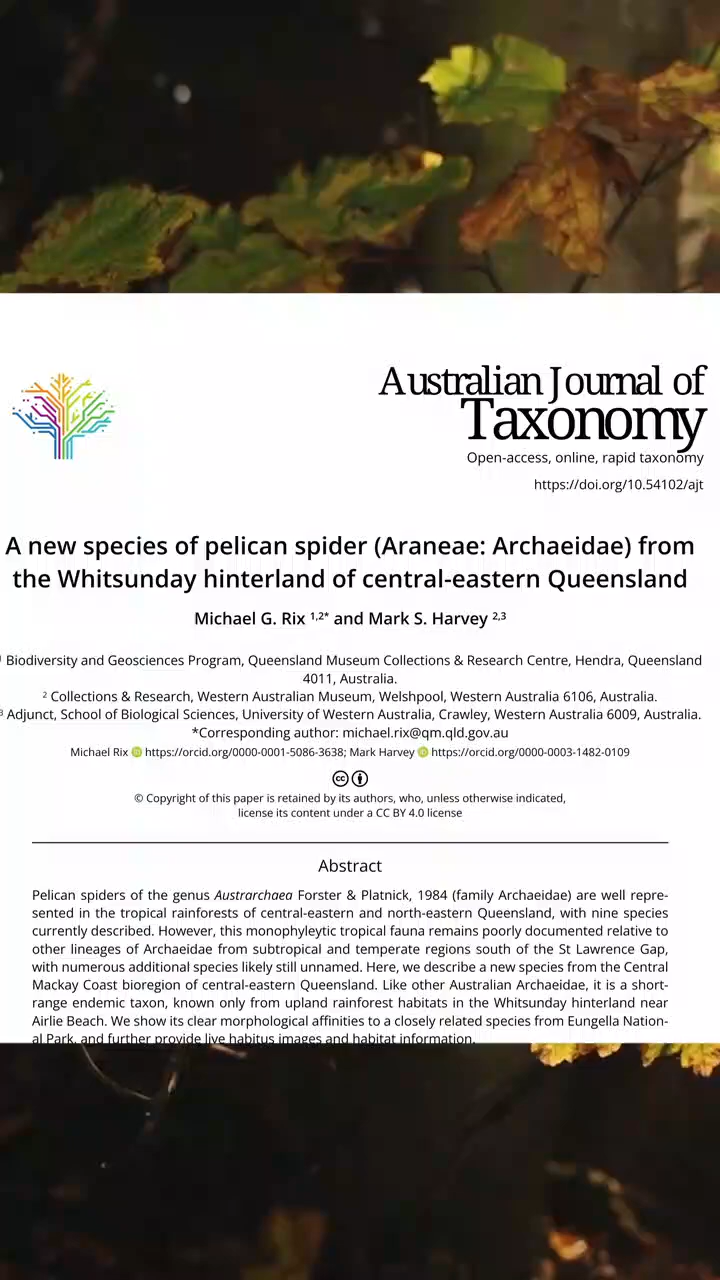 Australian Journal of
Taxonomy
Open-access, online, rapid taxonomy
https://doi.org/10.54102/ajt
A new species of pelican spider (Araneae: Archaeidae) from
the Whitsunday hinterland of central-eastern Queensland
Michael G. Rix 1,2* and Mark S. Harvey 2,3
Biodiversity and Geosciences Program, Queensland Museum Collections & Research Centre, Hendra, Queensland
4011, Australia.
2 Collections & Research, Western Australian Museum, Welshpool, Western Australia 6106, Australia.
3 Adjunct, School of Biological Sciences, University of Western Australia, Crawley, Western Australia 6009, Australia.
*Corresponding author: michael.rix@qm.qld.gov.au
Michael Rix iD https://orcid.org/0000-0001-5086-3638; Mark Harvey iD https://orcid.org/0000-0003-1482-0109
cc
© Copyright of this paper is retained by its authors, who, unless otherwise indicated,
license its content under a CC BY 4.0 license
Abstract
Pelican spiders of the genus Austrarchaea Forster & Platnick, 1984 (family Archaeidae) are well repre-
sented in the tropical rainforests of central-eastern and north-eastern Queensland, with nine species
currently described. However, this monophyleytic tropical fauna remains poorly documented relative to
other lineages of Archaeidae from subtropical and temperate regions south of the St Lawrence Gap,
with numerous additional species likely still unnamed. Here, we describe a new species from the Central
Mackay Coast bioregion of central-eastern Queensland. Like other Australian Archaeidae, it is a short-
range endemic taxon, known only from upland rainforest habitats in the Whitsunday hinterland near
Airlie Beach. We show its clear morphological affinities to a closely related species from Eungella Nation-
al Park, and further provide live habitus images and habitat information.